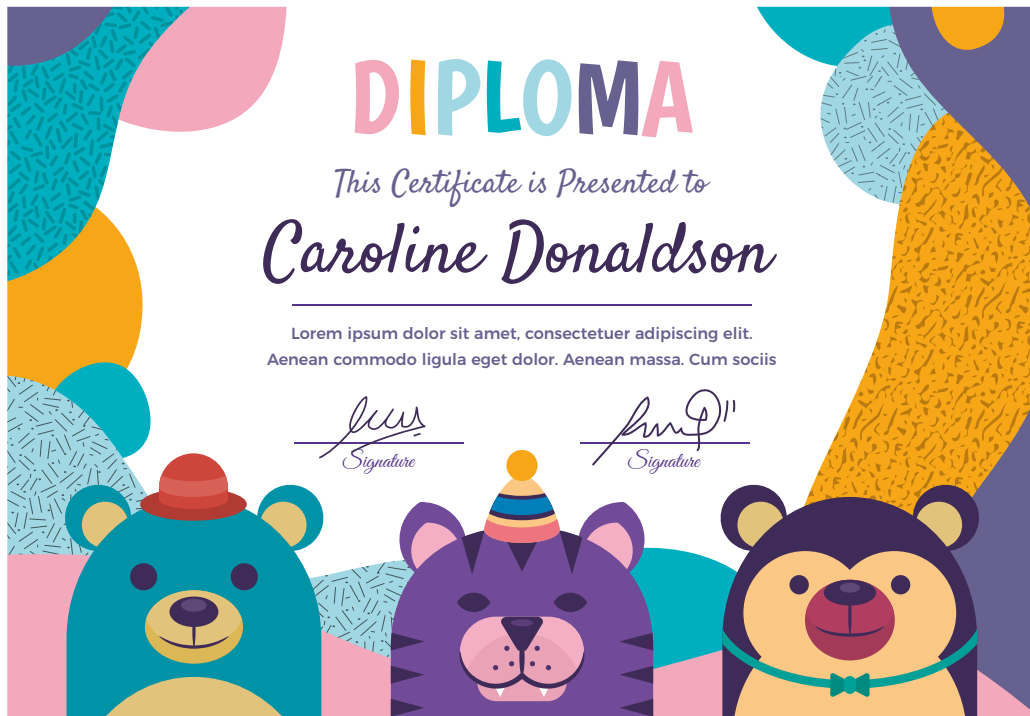 DIPLOMA
This Certificate is Presented to
Caroline Donaldson
Lorem ipsum dolor sit amet, consectetuer adipiscing elit.
Aenean commodo ligula eget dolor. Aenean massa. Cum sociis
Signature Signature